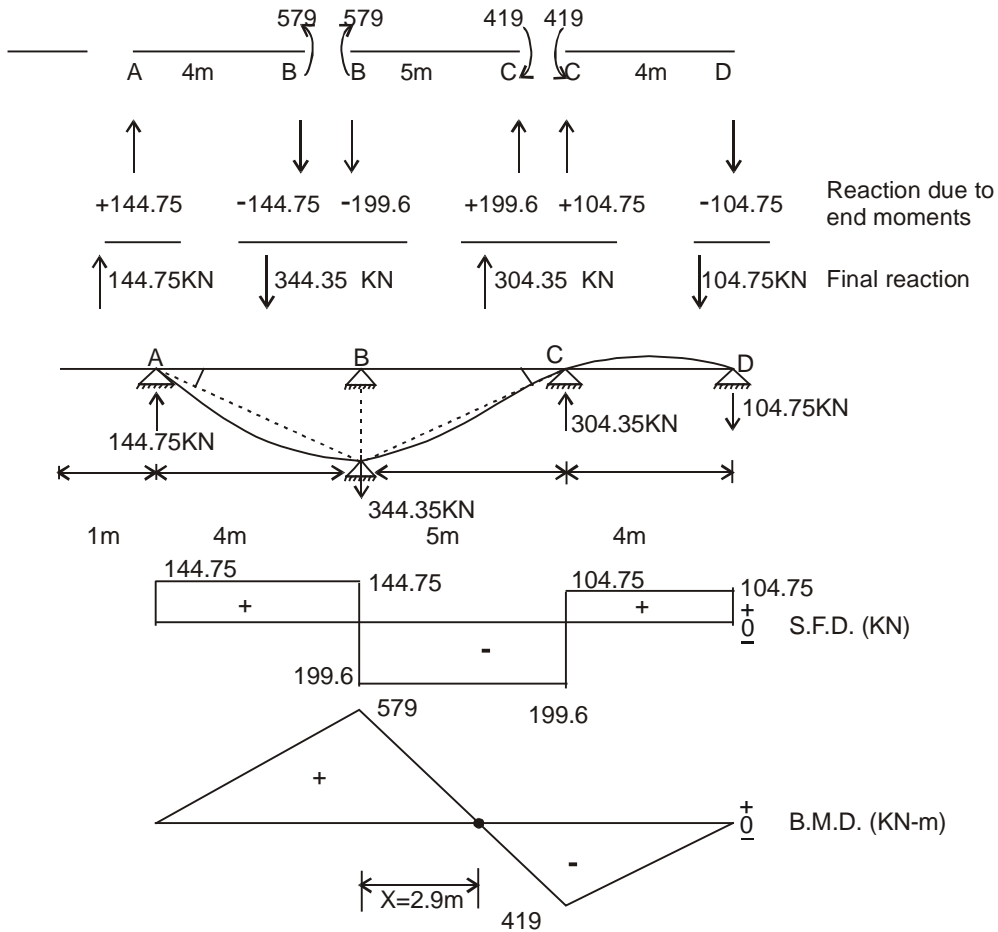 579 579 419 419
A 4m B B 5m C C 4m D
+144.75 -144.75 -199.6 +199.6 +104.75 -104.75
Reaction due to
end moments
144.75KN 344.35 KN 304.35 KN 104.75KN Final reaction
A B C D
144.75KN 304.35KN 104.75KN
344.35KN
1m 4m 5m 4m
144.75 144.75 104.75 104.75
+ - + + 0 S.F.D. (KN)
199.6 199.6
579
+ - + 0 B.M.D. (KN-m)
X=2.9m
419